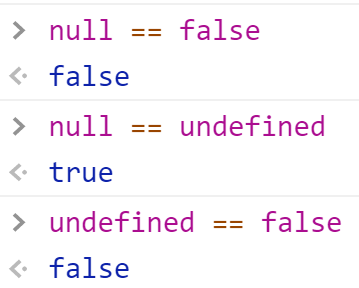 > null == false
< false
> null == undefined
< true
> undefined == false
< false